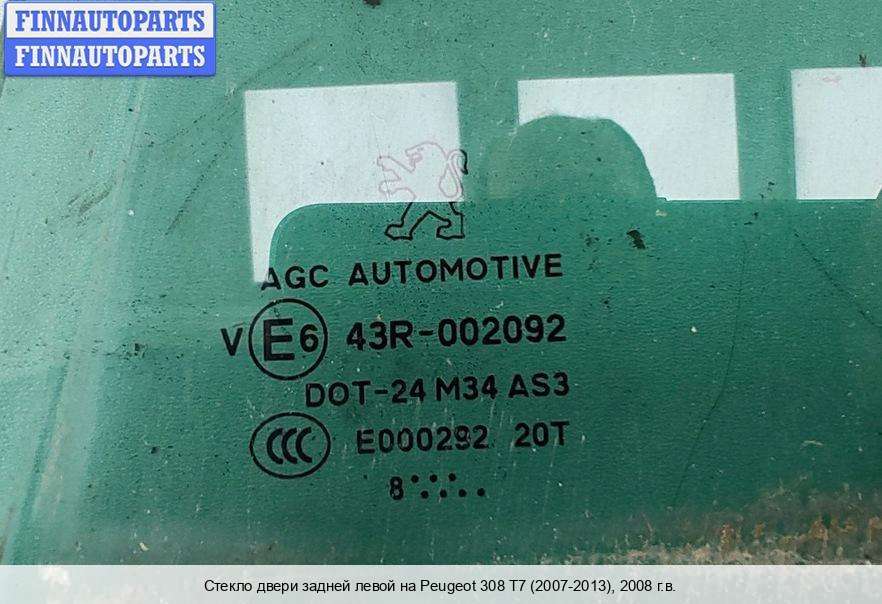 FINNAUTOPARTS
FINNAUTOPARTS
AGC AUTOMOTIVE
V E6 43R-002092
DOT-24 M34 AS3
CCC E000282 20T
8
Стекло двери задней левой на Peugeot 308 T7 (2007-2013), 2008 г.в.